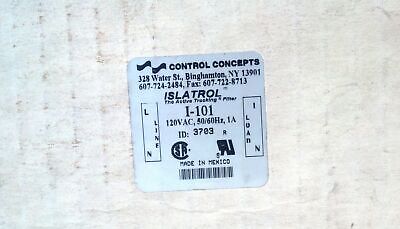 CONTROL CONCEPTS
328 Water St., Binghamton, NY 13901
607-724-2484, Fax: 607-722-8713
ISLATROL®
The Active Tracking® Filter
I-101
120VAC, 50/60Hz, 1A
ID: 3703 R
L LINE N
L LOAD N
MADE IN MEXICO